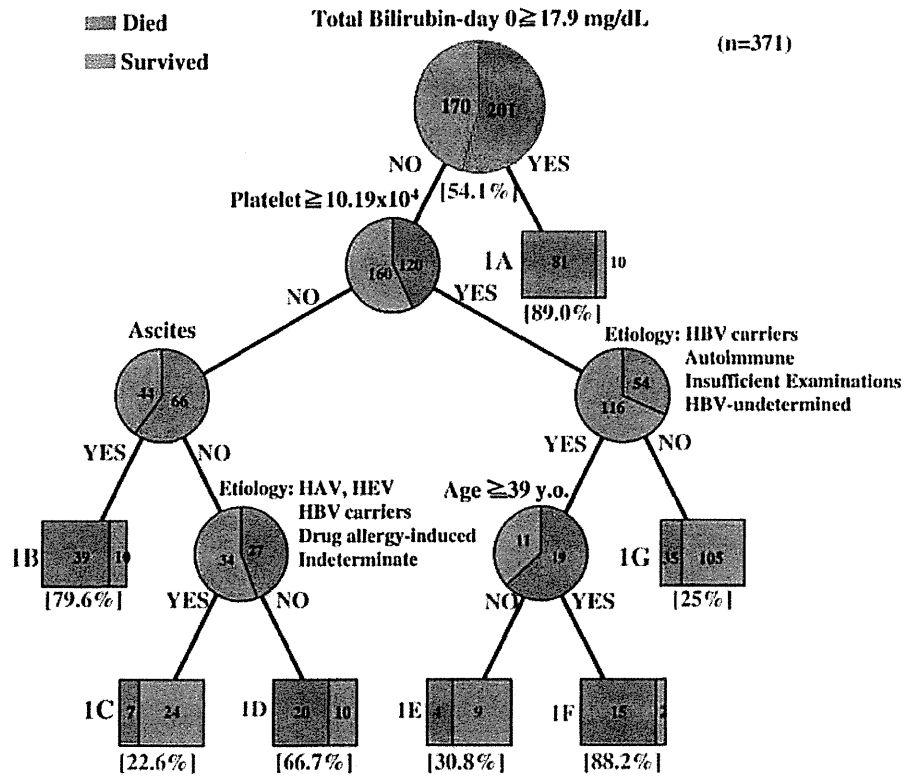 Died
Survived
Total Bilirubin-day 0≧17.9 mg/dL
(n=371)
170 201
NO YES
[54.1%]
Platelet≧10.19x10⁴
160 120
NO YES
1A 81 10
[89.0%]
Ascites
44 66
YES NO
Etiology: HBV carriers
Autoimmune
Insufficient Examinations
HBV-undetermined
116 54
YES NO
1B 39 10
[79.6%]
Etiology: HAV, HEV
HBV carriers
Drug allergy-induced
Indeterminate
34 27
YES NO
Age ≧39 y.o.
11 19
NO YES
1G 35 105
[25%]
1C 7 24
[22.6%]
1D 20 10
[66.7%]
1E 4 9
[30.8%]
1F 15 2
[88.2%]